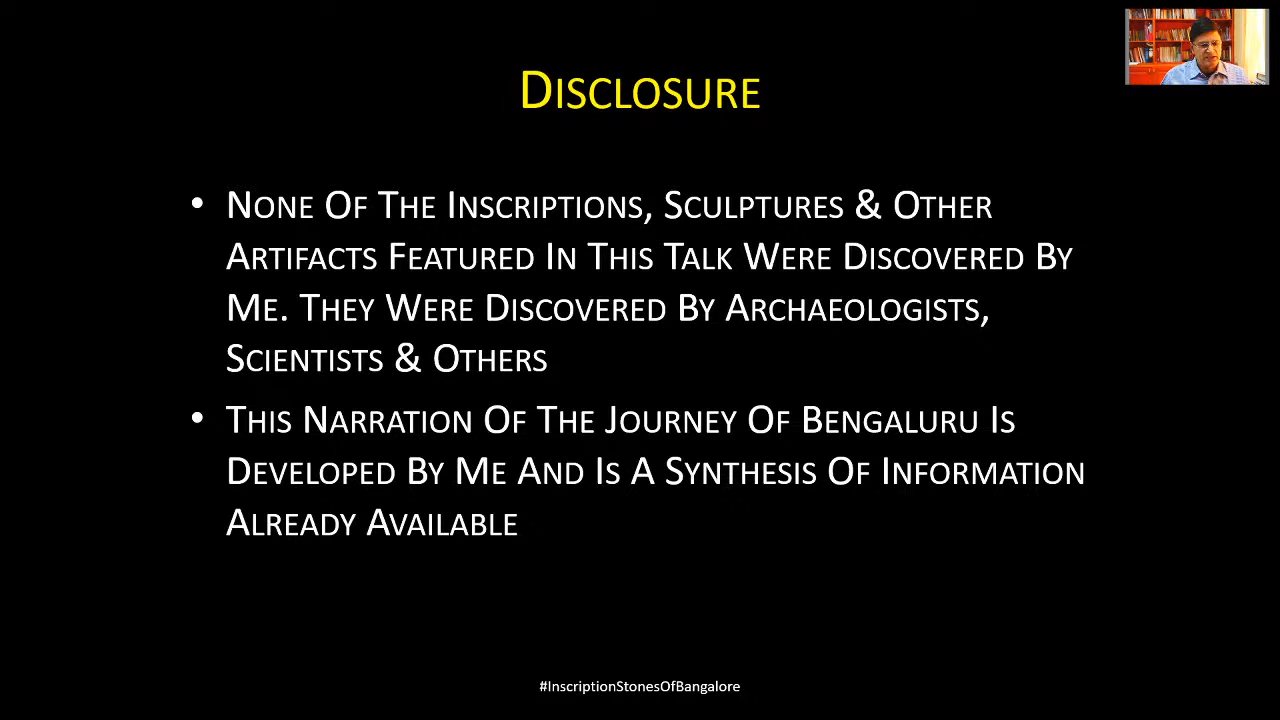 Disclosure
• None Of The Inscriptions, Sculptures & Other
Artifacts Featured In This Talk Were Discovered By
Me. They Were Discovered By Archaeologists,
Scientists & Others
• This Narration Of The Journey Of Bengaluru Is
Developed By Me And Is A Synthesis Of Information
Already Available
#InscriptionStonesOfBangalore